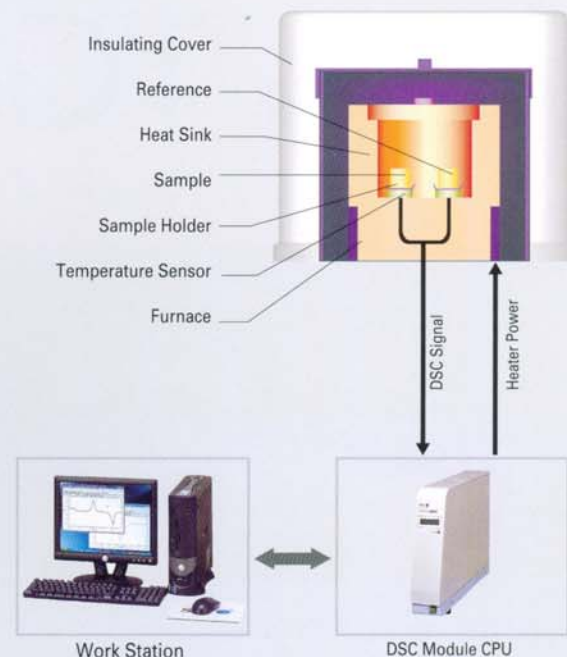 Insulating Cover
Reference
Heat Sink
Sample
Sample Holder
Temperature Sensor
Furnace
DSC Signal
Heater Power
Work Station
DSC Module CPU